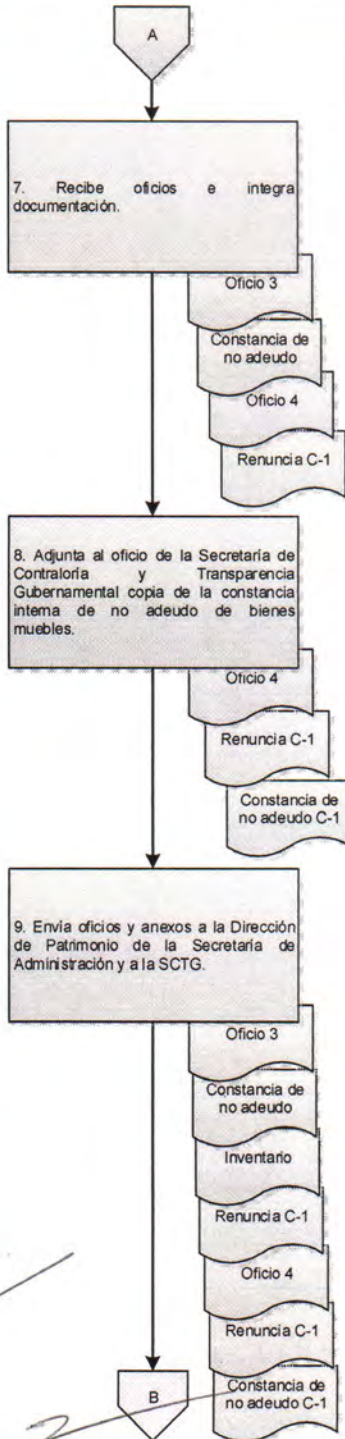 A
7. Recibe oficios e integra
documentación.
Oficio 3
Constancia de
no adeudo
Oficio 4
Renuncia C-1
8. Adjunta al oficio de la Secretaría de
Contraloría y Transparencia
Gubernamental copia de la constancia
interna de no adeudo de bienes
muebles.
Oficio 4
Renuncia C-1
Constancia de
no adeudo C-1
9. Envía oficios y anexos a la Dirección
de Patrimonio de la Secretaría de
Administración y a la SCTG.
Oficio 3
Constancia de
no adeudo
Inventario
Renuncia C-1
Oficio 4
Renuncia C-1
Constancia de
no adeudo C-1
B